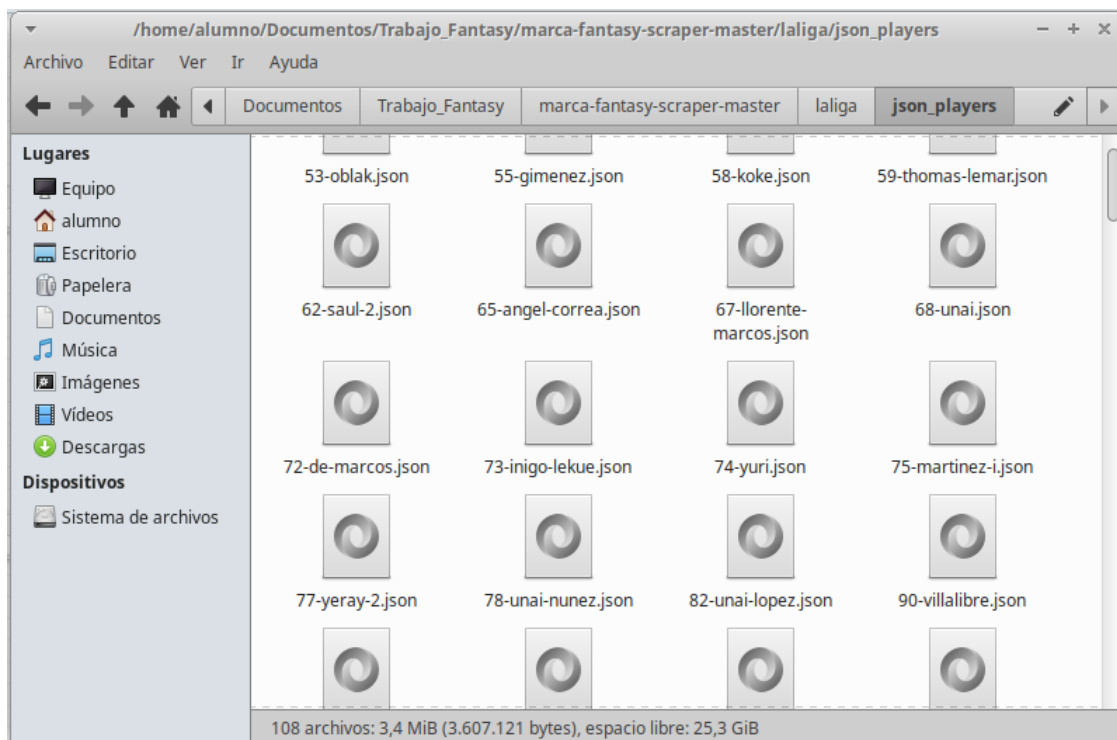 /home/alumno/Documentos/Trabajo_Fantasy/marca-fantasy-scraper-master/laliga/json_players
Archivo Editar Ver Ir Ayuda
Documentos Trabajo_Fantasy marca-fantasy-scraper-master laliga json_players
Lugares
Equipo
alumno
Escritorio
Papelera
Documentos
Música
Imágenes
Vídeos
Descargas
Dispositivos
Sistema de archivos
53-oblak.json 55-gimenez.json 58-koke.json 59-thomas-lemar.json
62-saul-2.json 65-angel-correa.json 67-llorente-
marcos.json
68-unai.json
72-de-marcos.json 73-inigo-lekue.json 74-yuri.json 75-martinez-i.json
77-yeray-2.json 78-unai-nunez.json 82-unai-lopez.json 90-villalibre.json
108 archivos: 3,4 MiB (3.607.121 bytes), espacio libre: 25,3 GiB